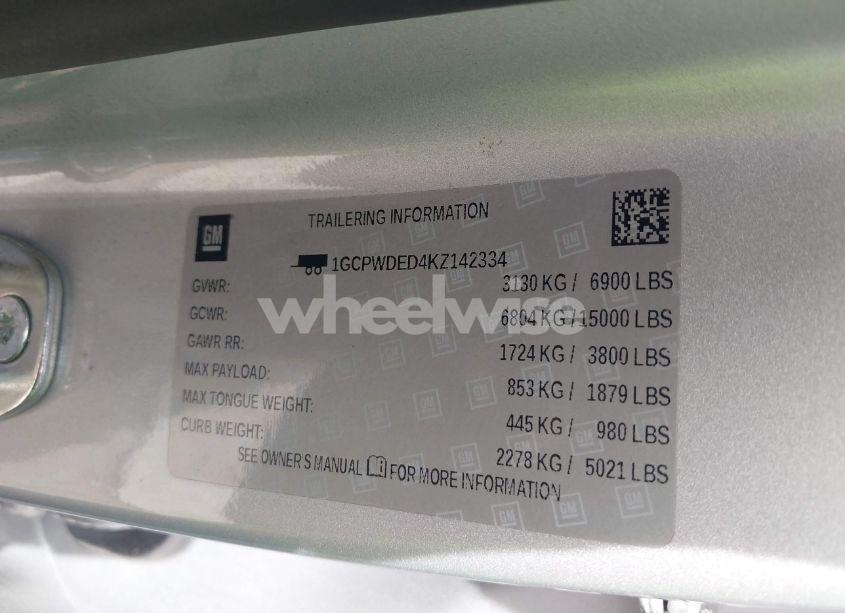 GM
TRAILERING INFORMATION
1GCPWDED4KZ142334
GVWR: 3130 KG / 6900 LBS
GCWR: 6804 KG / 15000 LBS
GAWR RR: 1724 KG / 3800 LBS
MAX PAYLOAD: 853 KG / 1879 LBS
MAX TONGUE WEIGHT: 445 KG / 980 LBS
CURB WEIGHT: 2278 KG / 5021 LBS
SEE OWNER'S MANUAL FOR MORE INFORMATION
wheelwise